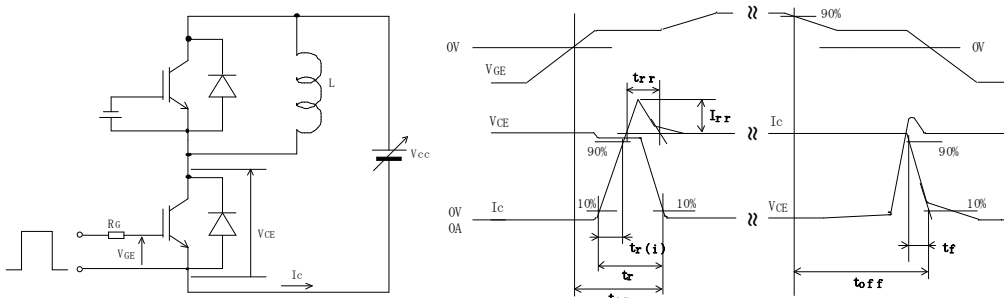 L
Vcc
RG
VGE
VCE
Ic
0V
VGE
90%
0V
trr
Irr
VCE
Ic
90%
90%
0V
0A
Ic
10%
10%
VCE
10%
tr(i)
tf
tr
toff